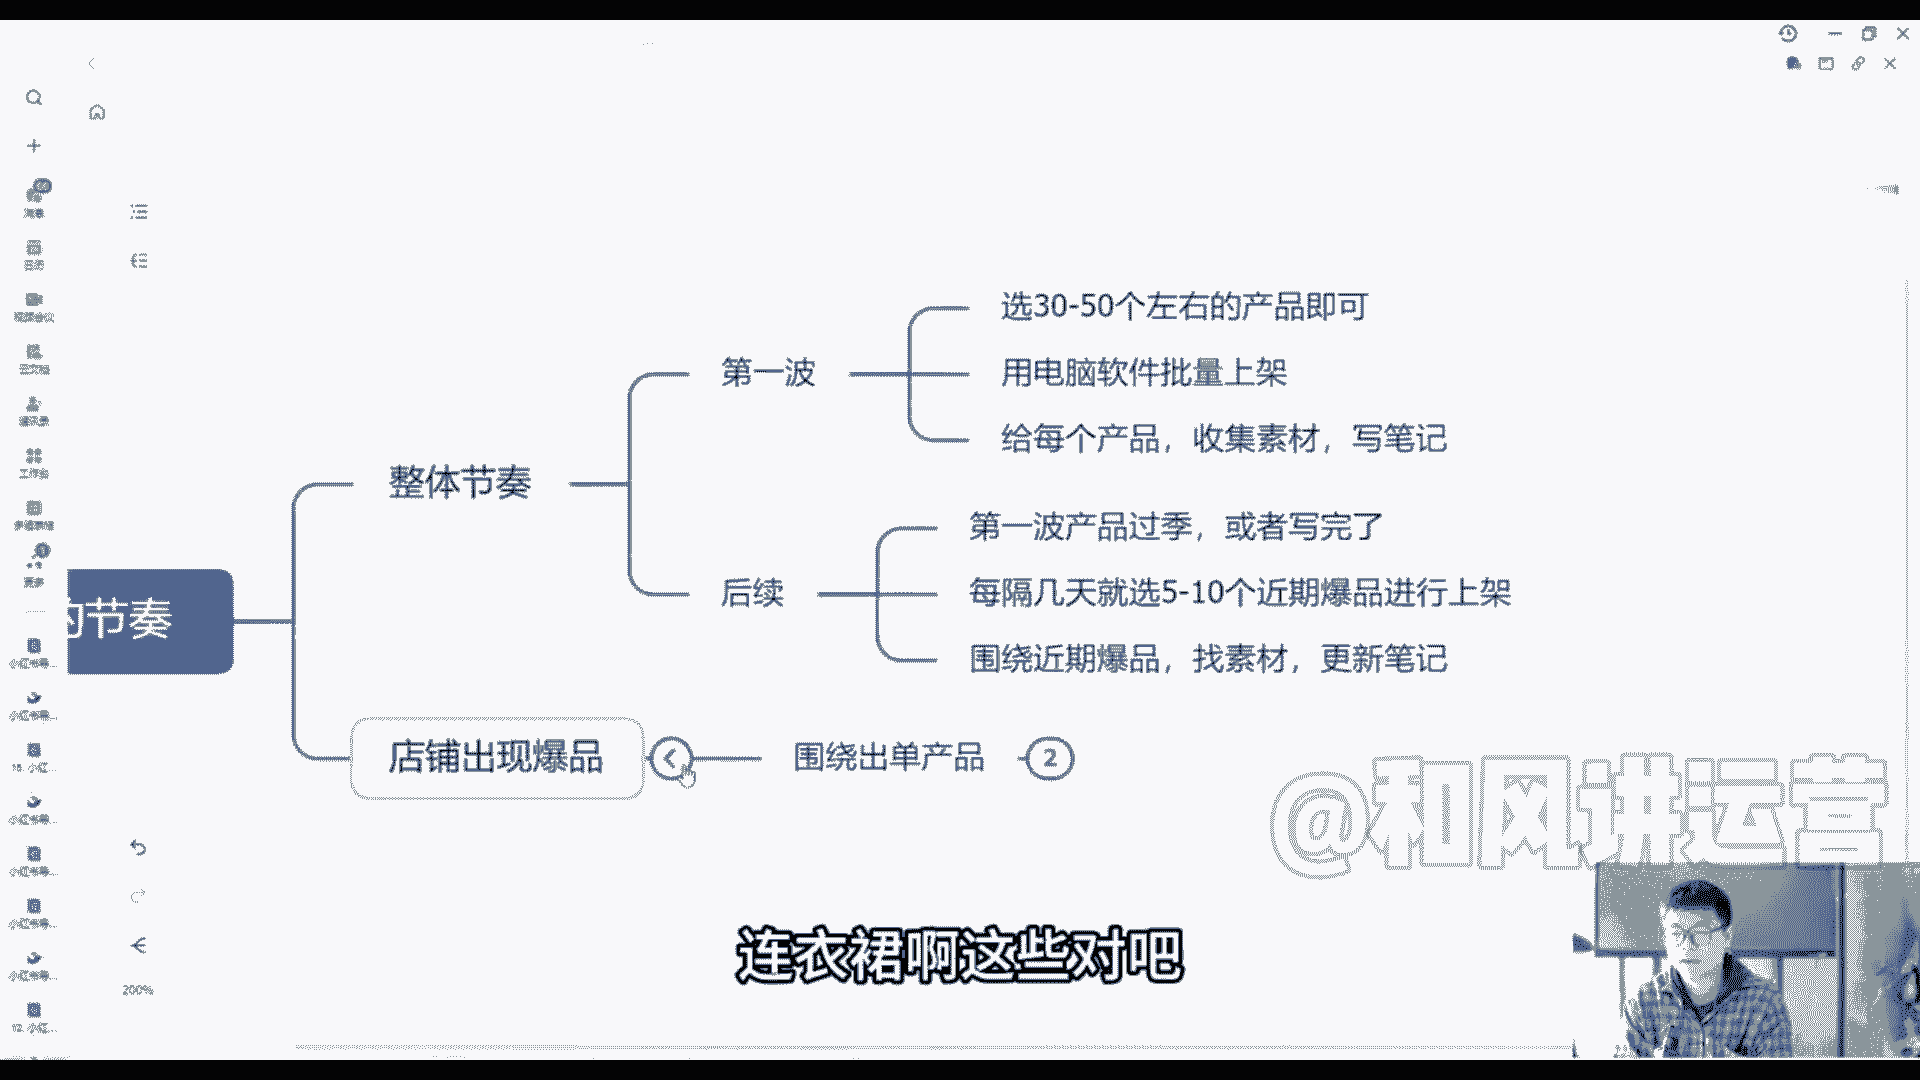 选30-50个左右的产品即可
第一波
用电脑软件批量上架
给每个产品，收集素材，写笔记
整体节奏
第一波产品过季，或者写完了
后续
每隔几天就选5-10个近期爆品进行上架
的节奏
围绕近期爆品，找素材，更新笔记
店铺出现爆品
围绕出单产品
2
@和风讲运营
连衣裙啊这些对吧
200%